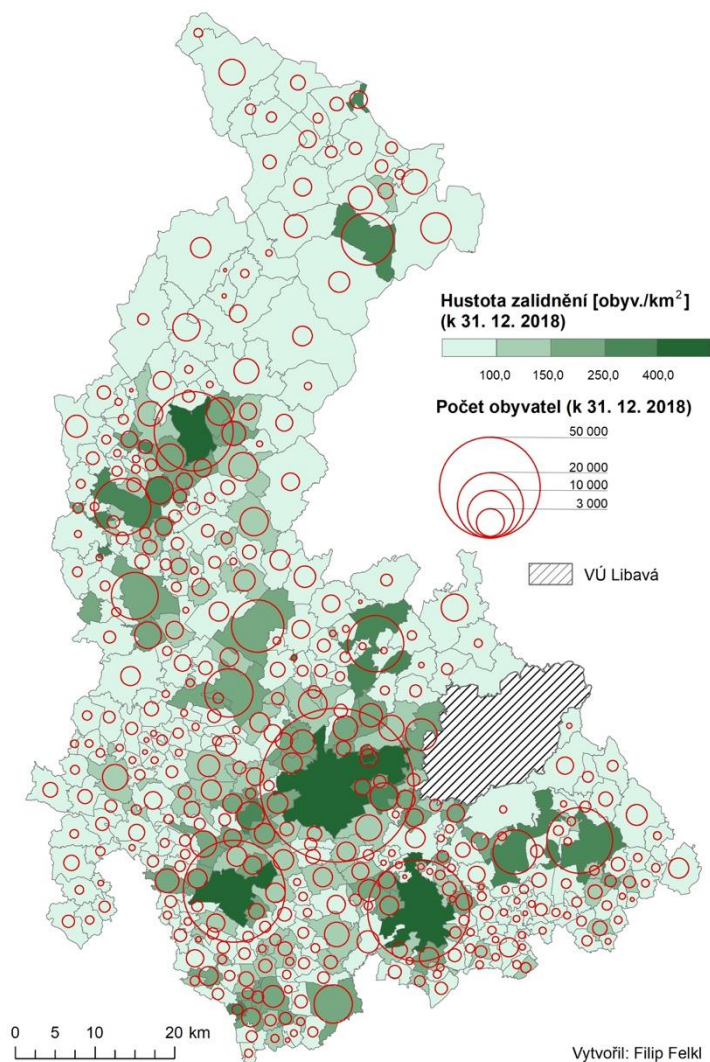 Hustota zalidnění [obyv./km²]
(k 31. 12. 2018)
100,0 150,0 250,0 400,0
Počet obyvatel (k 31. 12. 2018)
50 000
20 000
10 000
3 000
VÚ Libavá
0 5 10 20 km
Vytvořil: Filip Felkl